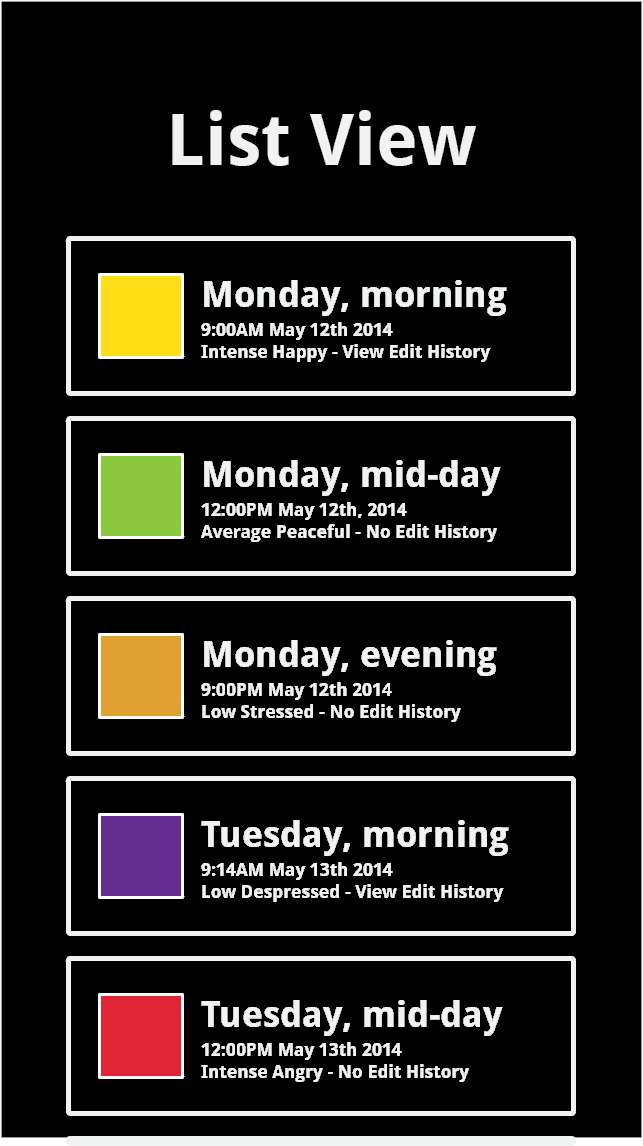 List View
Monday, morning
9:00AM May 12th 2014
Intense Happy - View Edit History
Monday, mid-day
12:00PM May 12th, 2014
Average Peaceful - No Edit History
Monday, evening
9:00PM May 12th 2014
Low Stressed - No Edit History
Tuesday, morning
9:14AM May 13th 2014
Low Despressed - View Edit History
Tuesday, mid-day
12:00PM May 13th 2014
Intense Angry - No Edit History